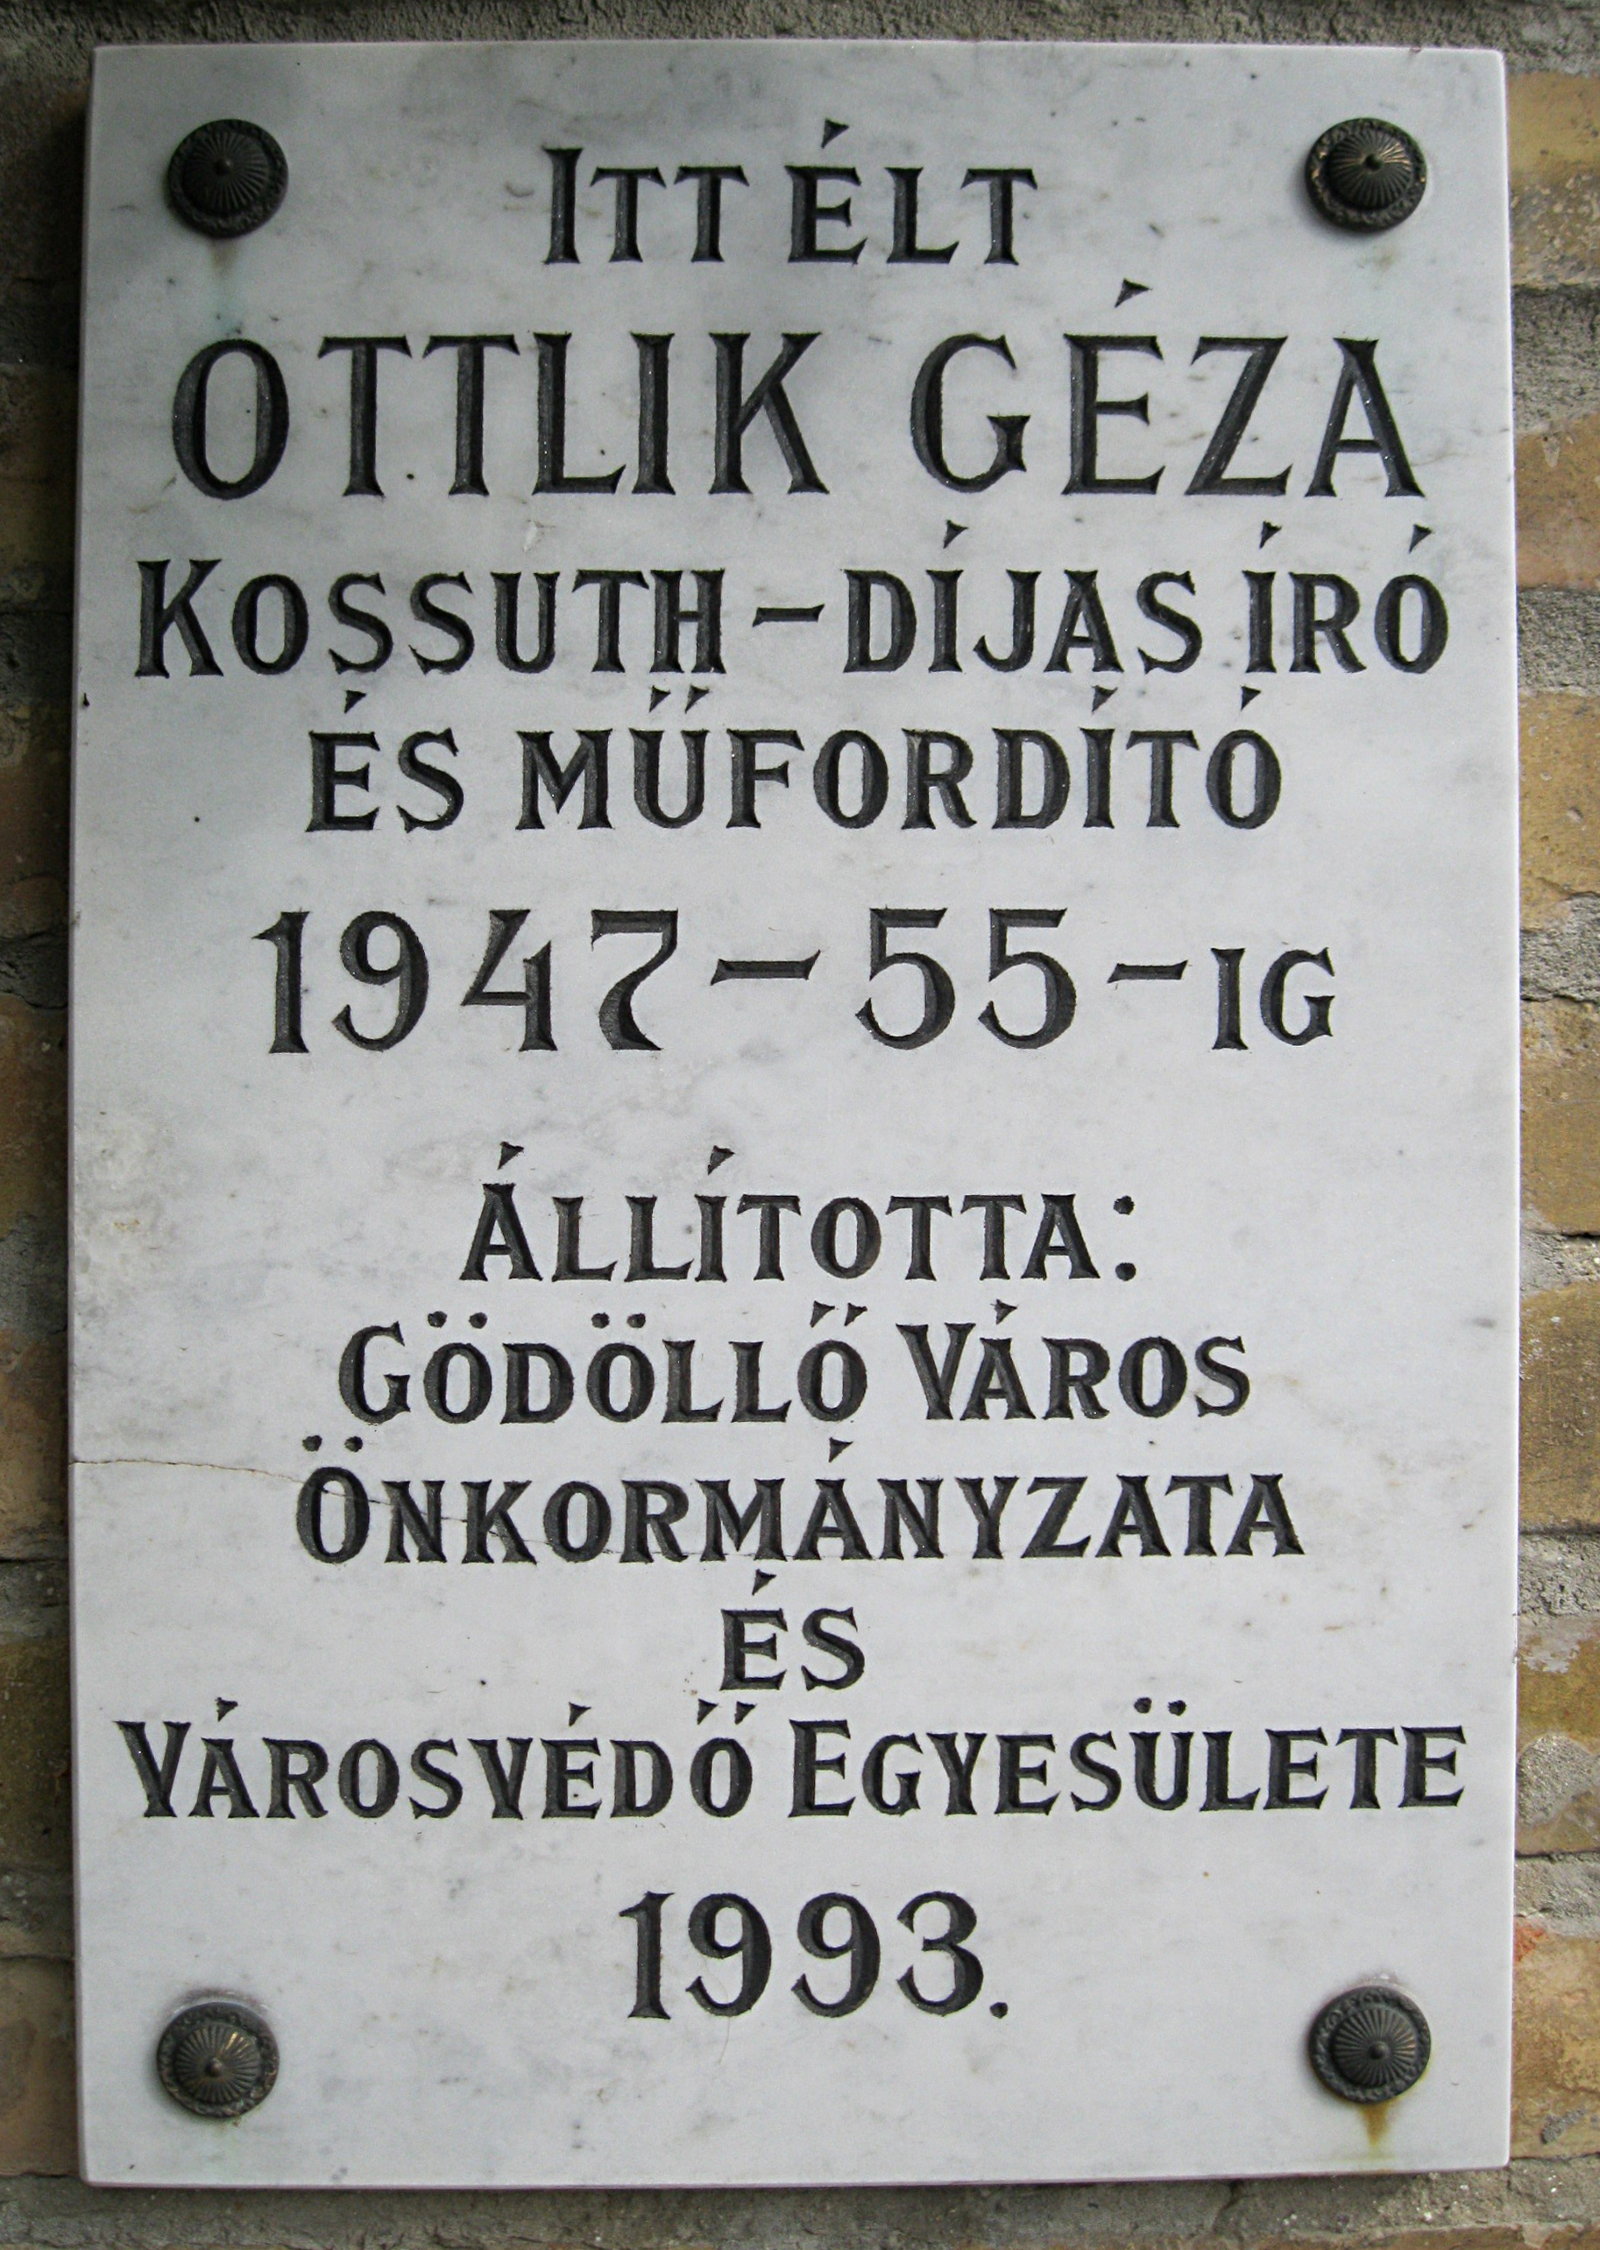 ITT ÉLT
OTTLIK GÉZA
KOSSUTH-DÍJAS ÍRÓ
ÉS MŰFORDÍTÓ
1947-55-IG
ÁLLÍTOTTA:
GÖDÖLLŐ VÁROS
ÖNKORMÁNYZATA
ÉS
VÁROSVÉDŐ EGYESÜLETE
1993.